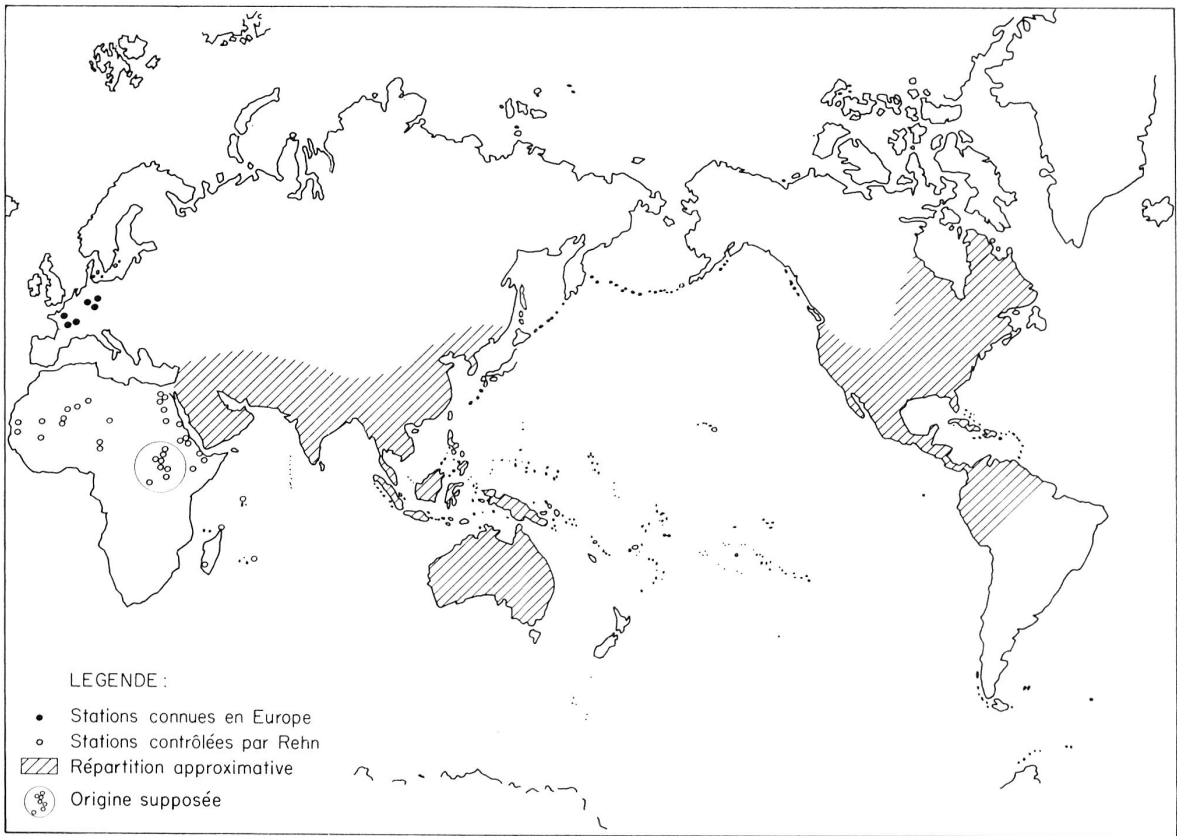 LEGENDE :
Stations connues en Europe
Stations contrôlées par Rehn
Répartition approximative
Origine supposée